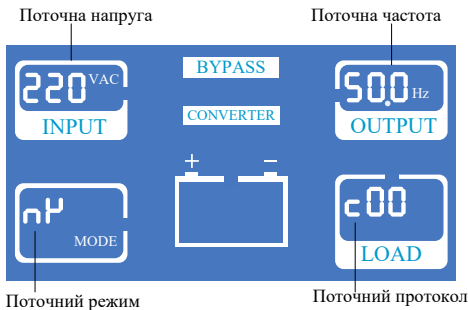 Поточна напруга
Поточна частота
220 VAC
INPUT
BYPASS
CONVERTER
50.0 Hz
OUTPUT
+ −
MODE
c00
LOAD
Поточний режим
Поточний протокол